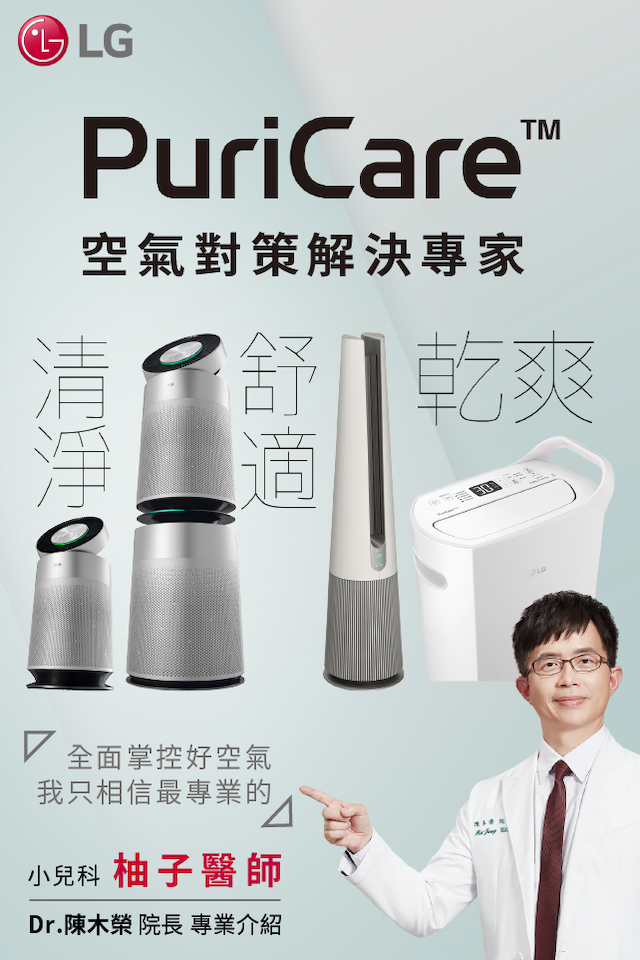 LG
PuriCare™
空氣對策解決專家
清淨
舒適
乾爽
LG
全面掌控好空氣
我只相信最專業的
小兒科 柚子醫師
Dr.陳木榮 院長 專業介紹